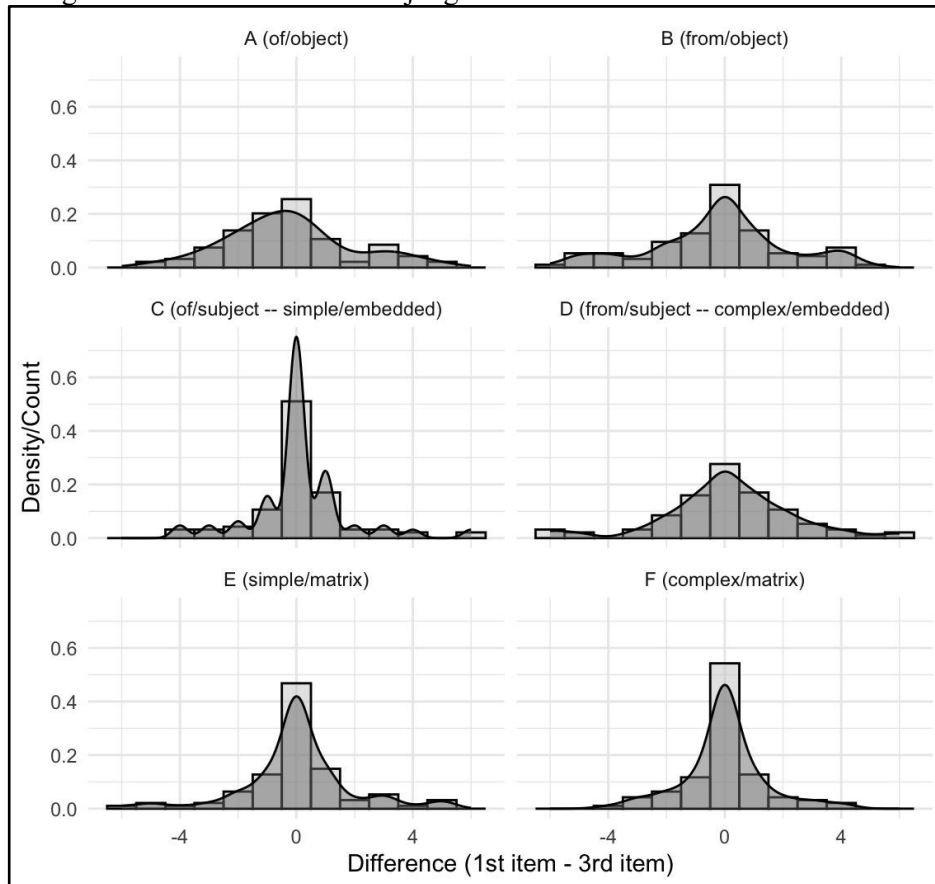 A (of/object)
B (from/object)
0.6
0.4
0.2
0.0
C (of/subject -- simple/embedded)
D (from/subject -- complex/embedded)
0.6
0.4
0.2
0.0
Density/Count
E (simple/matrix)
F (complex/matrix)
0.6
0.4
0.2
0.0
-4 0 4
-4 0 4
Difference (1st item - 3rd item)